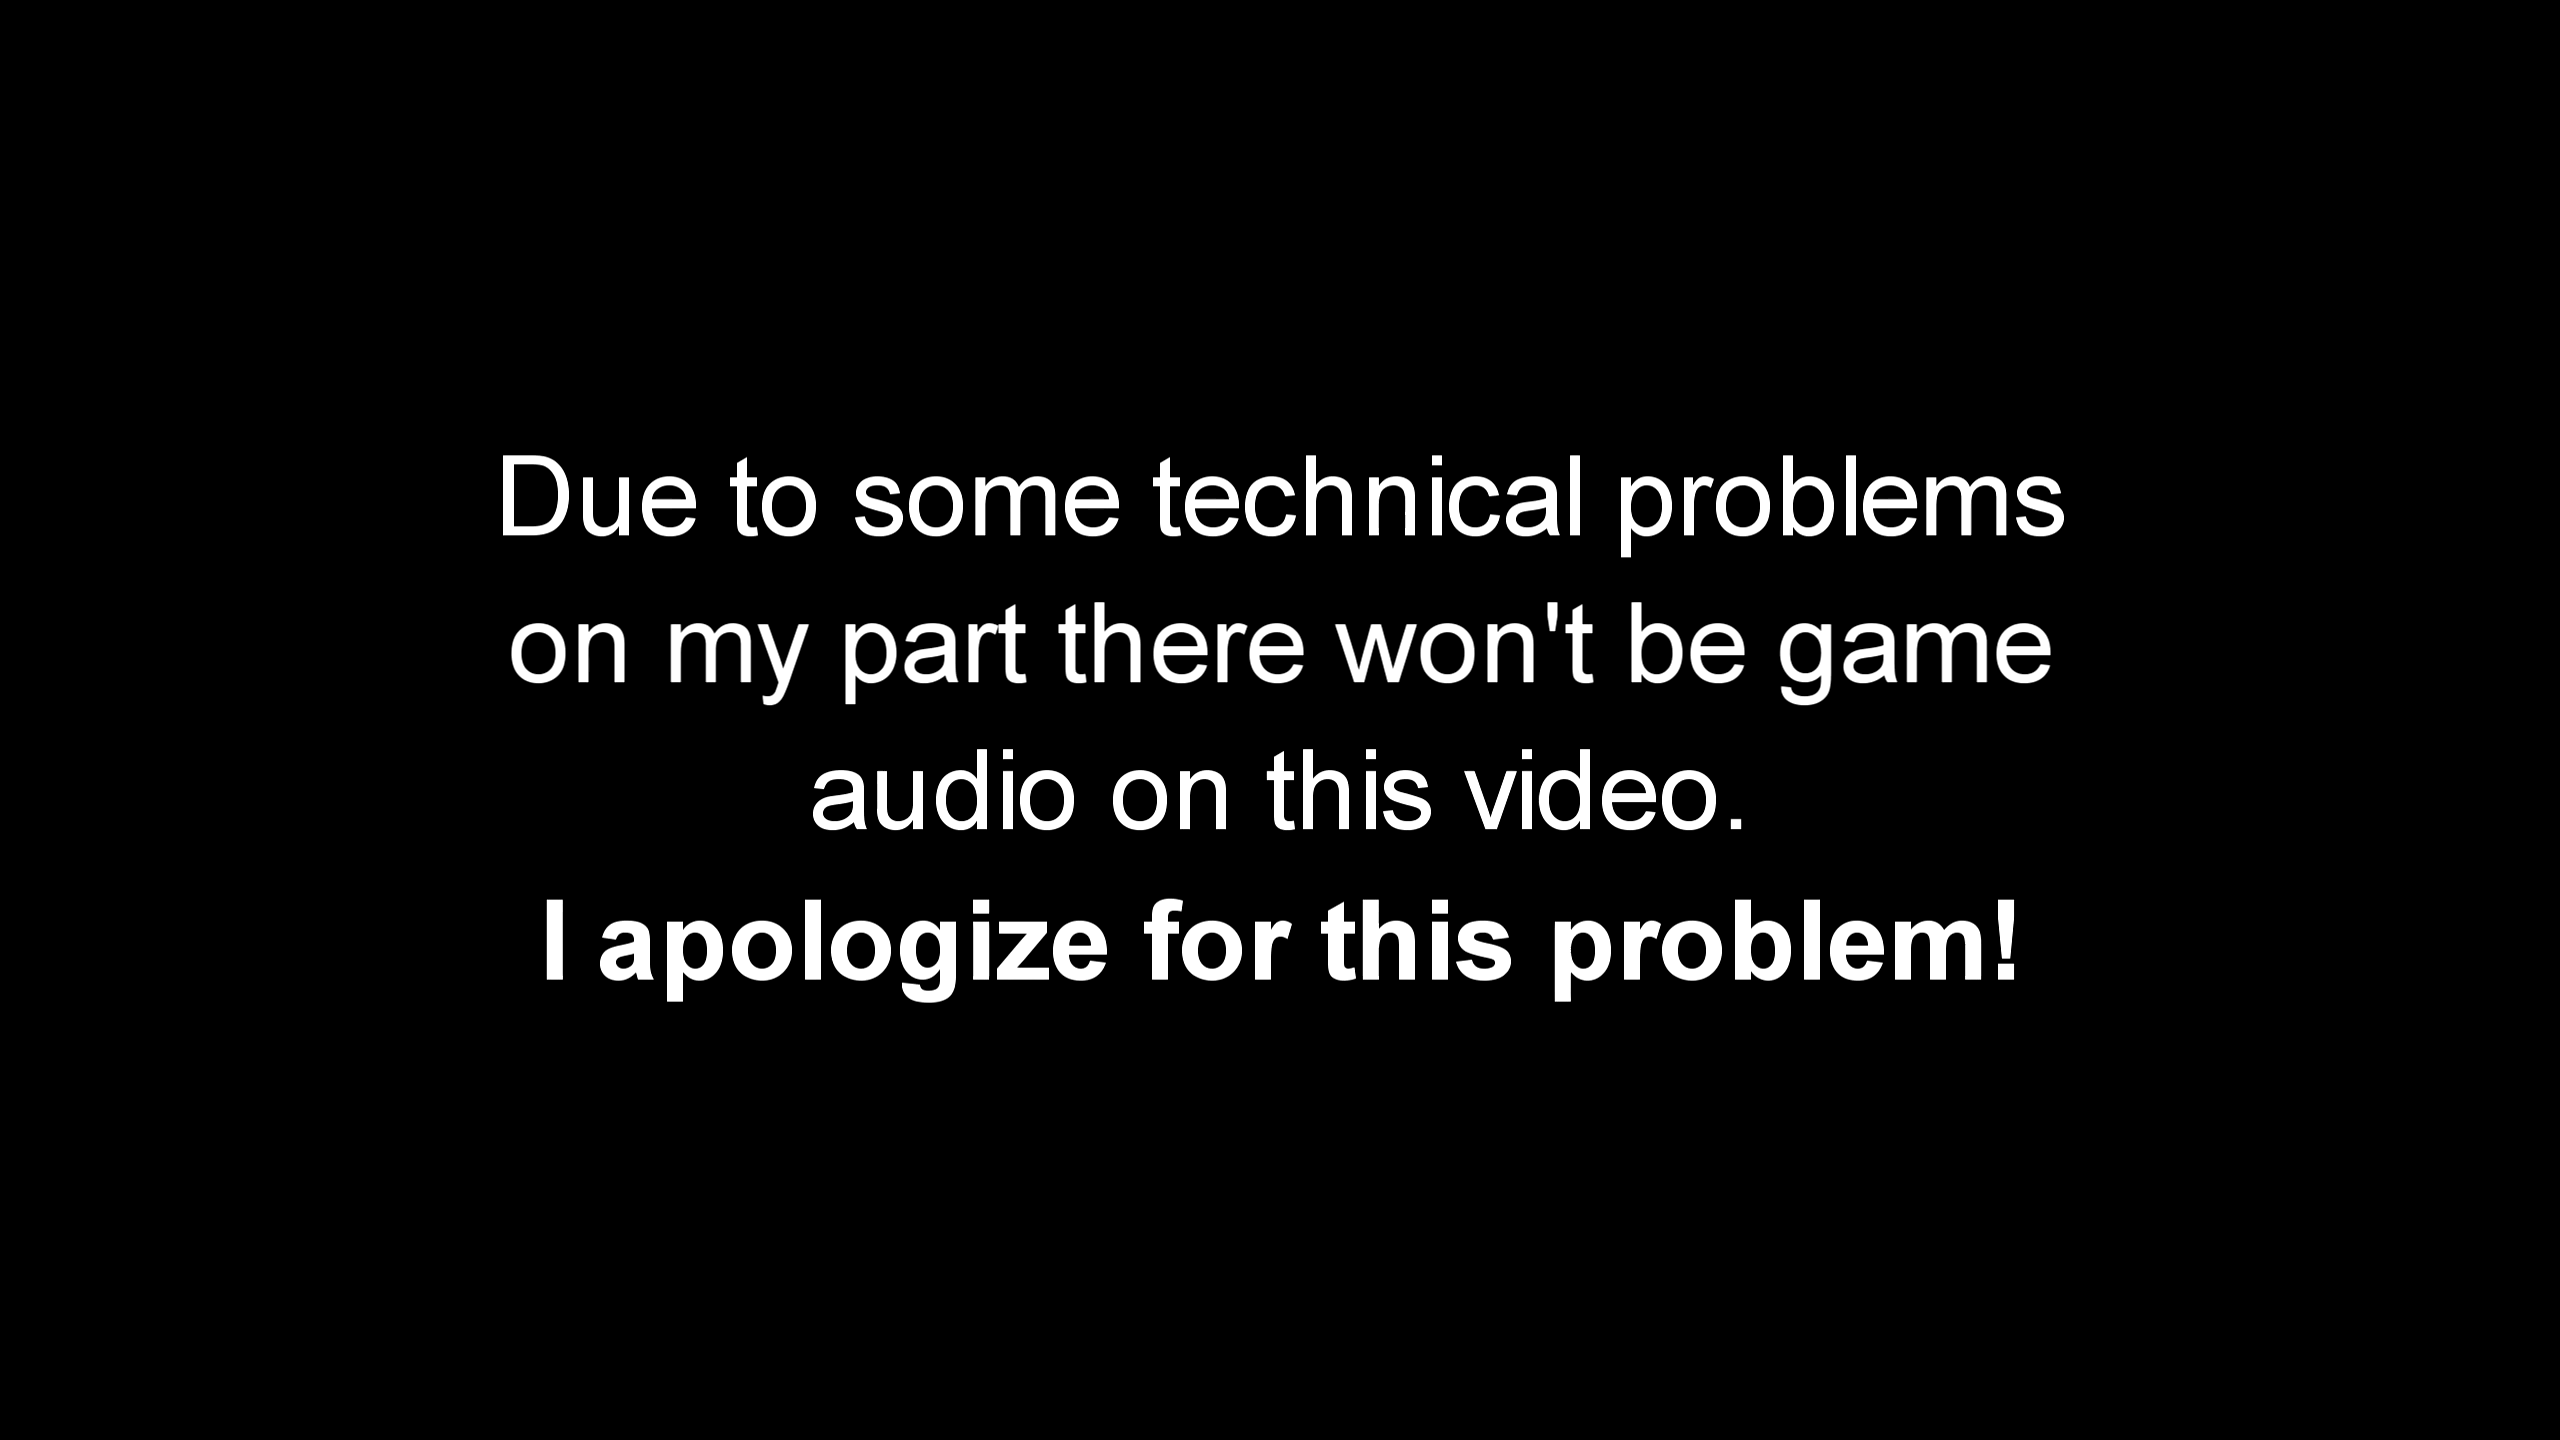 Due to some technical problems
on my part there won't be game
audio on this video.
I apologize for this problem!